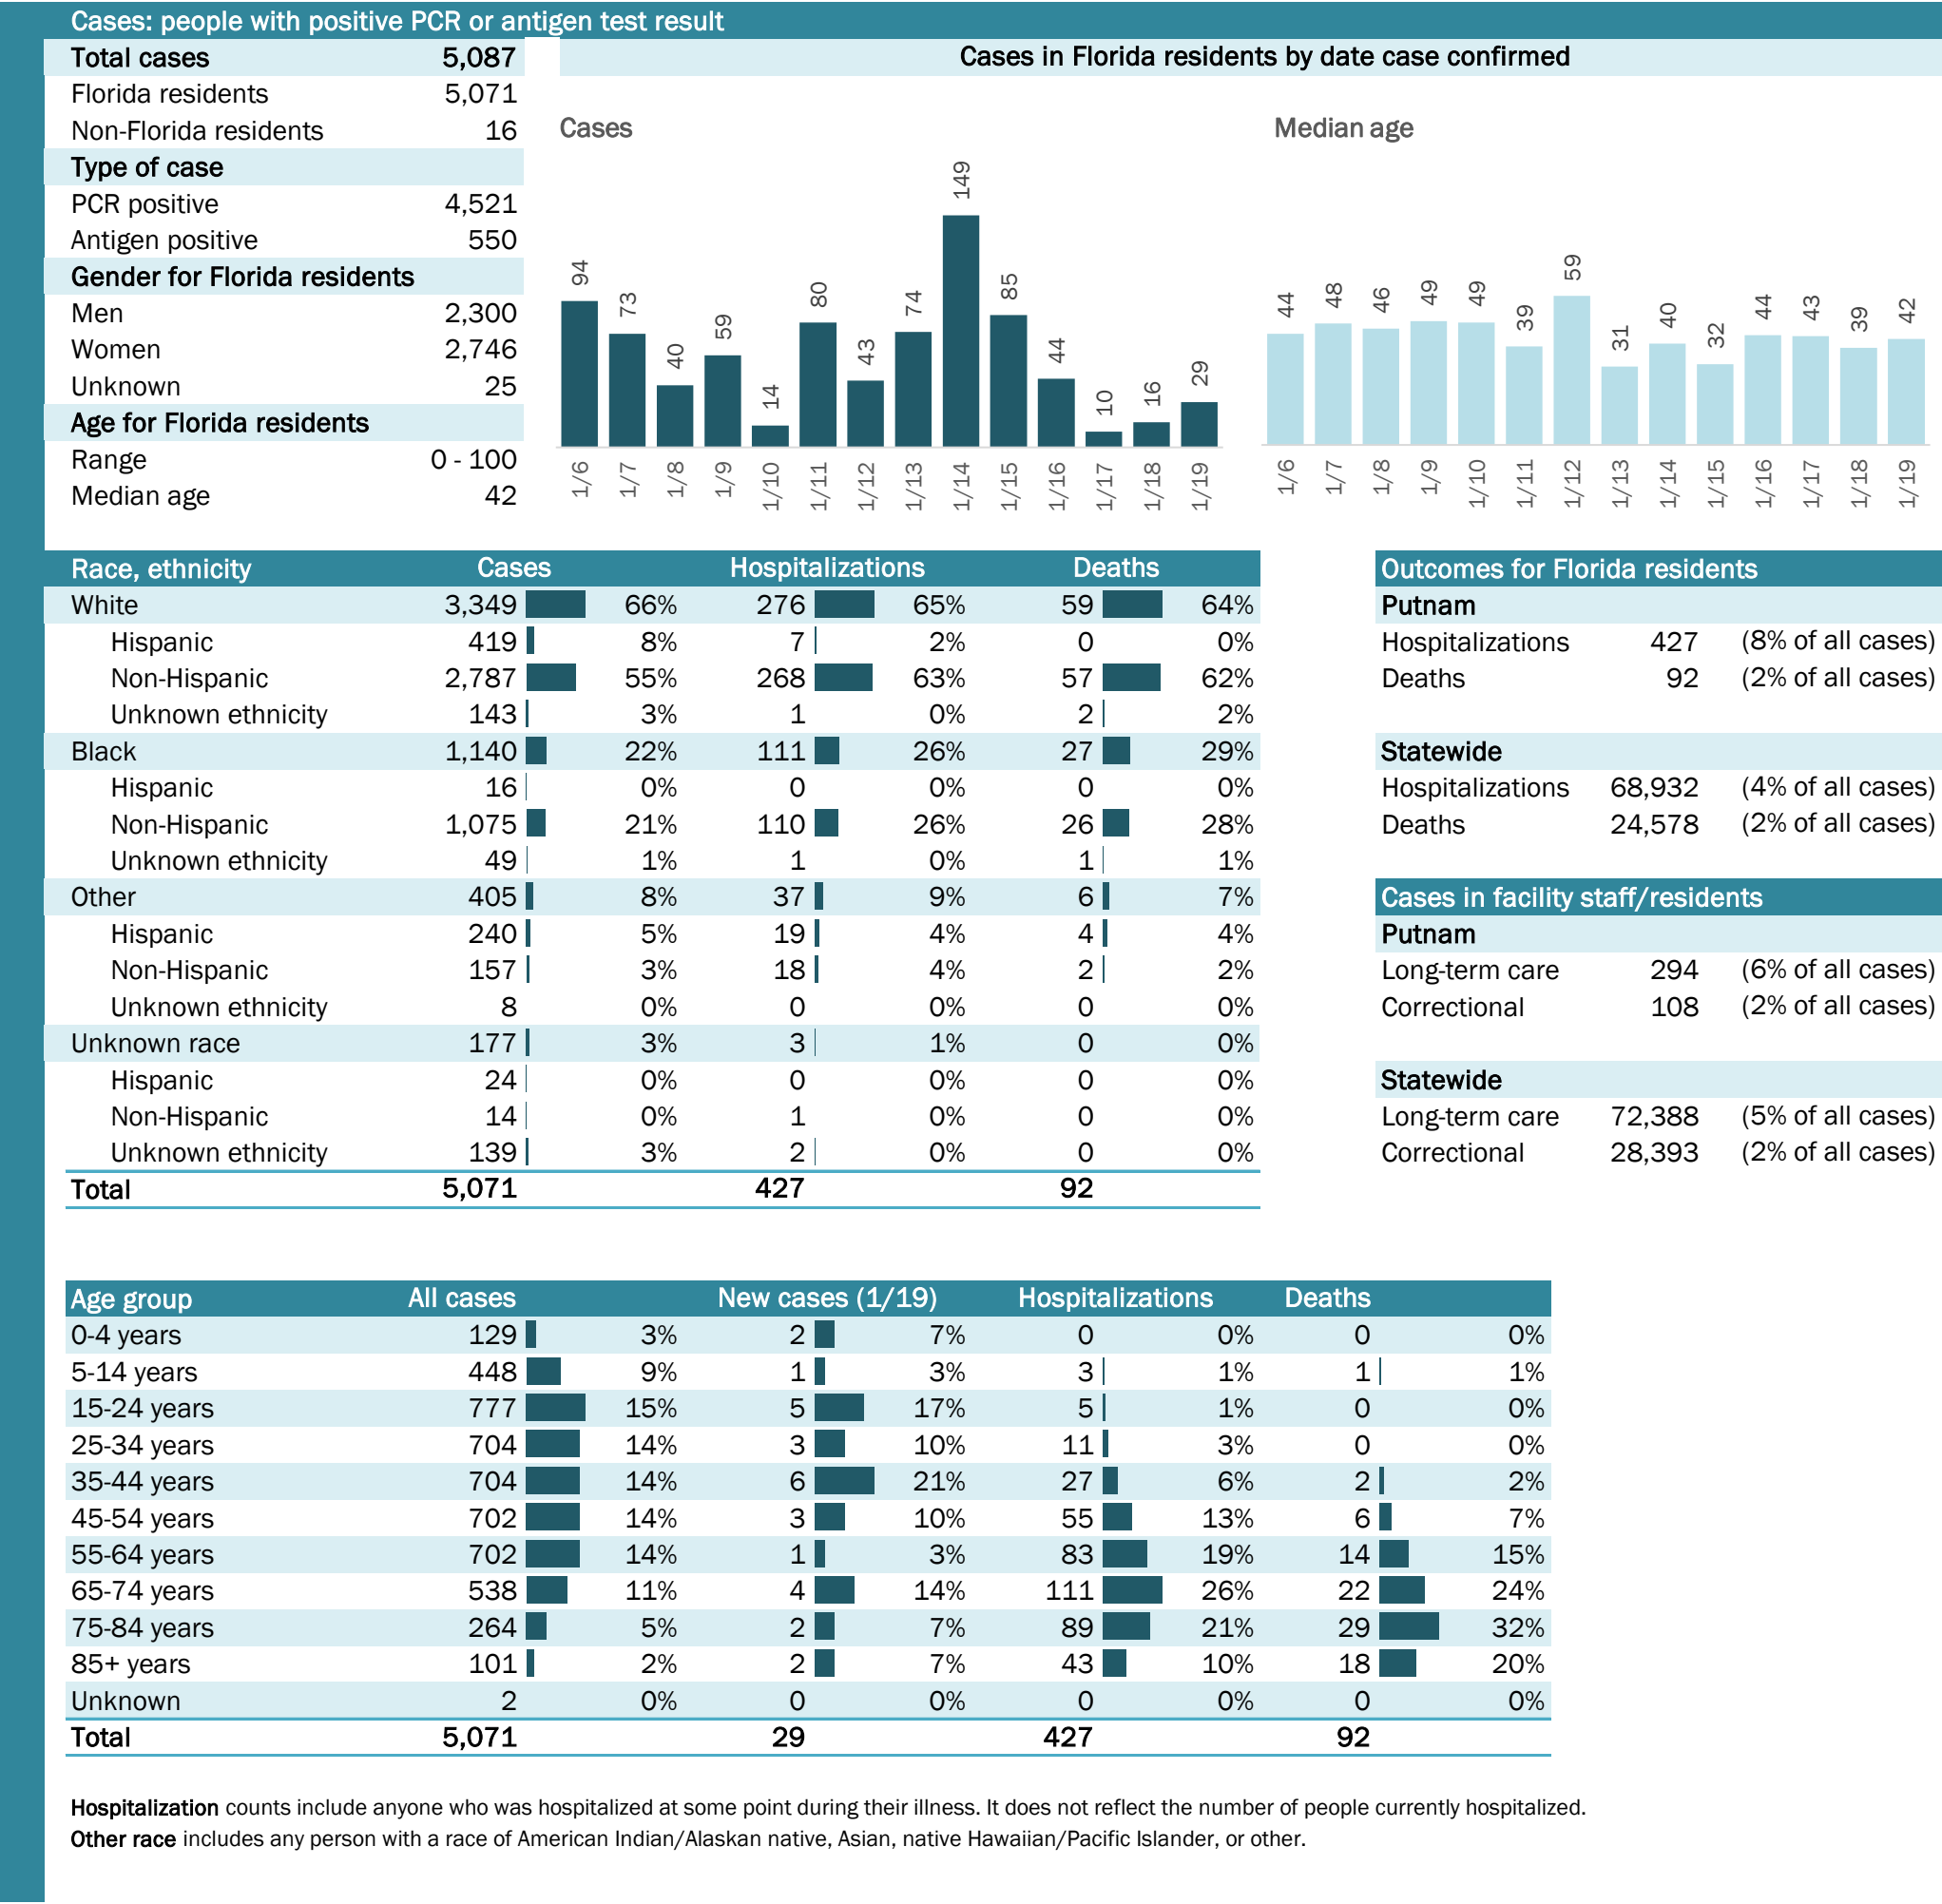 Cases: people with positive PCR or antigen test result
Total cases 5,087
Florida residents 5,071
Non-Florida residents 16
Type of case
PCR positive 4,521
Antigen positive 550
Gender for Florida residents
Men 2,300
Women 2,746
Unknown 25
Age for Florida residents
Range 0 - 100
Median age 42
Cases in Florida residents by date case confirmed
Cases
94 73 40 59 14 80 43 74 149 85 44 10 16 29
1/6 1/7 1/8 1/9 1/10 1/11 1/12 1/13 1/14 1/15 1/16 1/17 1/18 1/19
Median age
44 48 46 49 49 39 59 31 40 32 44 43 39 42
1/6 1/7 1/8 1/9 1/10 1/11 1/12 1/13 1/14 1/15 1/16 1/17 1/18 1/19
Race, ethnicity Cases Hospitalizations Deaths
White 3,349 66% 276 65% 59 64%
Hispanic 419 8% 7 2% 0 0%
Non-Hispanic 2,787 55% 268 63% 57 62%
Unknown ethnicity 143 3% 1 0% 2 2%
Black 1,140 22% 111 26% 27 29%
Hispanic 16 0% 0 0% 0 0%
Non-Hispanic 1,075 21% 110 26% 26 28%
Unknown ethnicity 49 1% 1 0% 1 1%
Other 405 8% 37 9% 6 7%
Hispanic 240 5% 19 4% 4 4%
Non-Hispanic 157 3% 18 4% 2 2%
Unknown ethnicity 8 0% 0 0% 0 0%
Unknown race 177 3% 3 1% 0 0%
Hispanic 24 0% 0 0% 0 0%
Non-Hispanic 14 0% 1 0% 0 0%
Unknown ethnicity 139 3% 2 0% 0 0%
Total 5,071 427 92
Outcomes for Florida residents
Putnam
Hospitalizations 427 (8% of all cases)
Deaths 92 (2% of all cases)
Statewide
Hospitalizations 68,932 (4% of all cases)
Deaths 24,578 (2% of all cases)
Cases in facility staff/residents
Putnam
Long-term care 294 (6% of all cases)
Correctional 108 (2% of all cases)
Statewide
Long-term care 72,388 (5% of all cases)
Correctional 28,393 (2% of all cases)
Age group All cases New cases (1/19) Hospitalizations Deaths
0-4 years 129 3% 2 7% 0 0% 0 0%
5-14 years 448 9% 1 3% 3 1% 1 1%
15-24 years 777 15% 5 17% 5 1% 0 0%
25-34 years 704 14% 3 10% 11 3% 0 0%
35-44 years 704 14% 6 21% 27 6% 2 2%
45-54 years 702 14% 3 10% 55 13% 6 7%
55-64 years 702 14% 1 3% 83 19% 14 15%
65-74 years 538 11% 4 14% 111 26% 22 24%
75-84 years 264 5% 2 7% 89 21% 29 32%
85+ years 101 2% 2 7% 43 10% 18 20%
Unknown 2 0% 0 0% 0 0% 0 0%
Total 5,071 29 427 92
Hospitalization counts include anyone who was hospitalized at some point during their illness. It does not reflect the number of people currently hospitalized.
Other race includes any person with a race of American Indian/Alaskan native, Asian, native Hawaiian/Pacific Islander, or other.